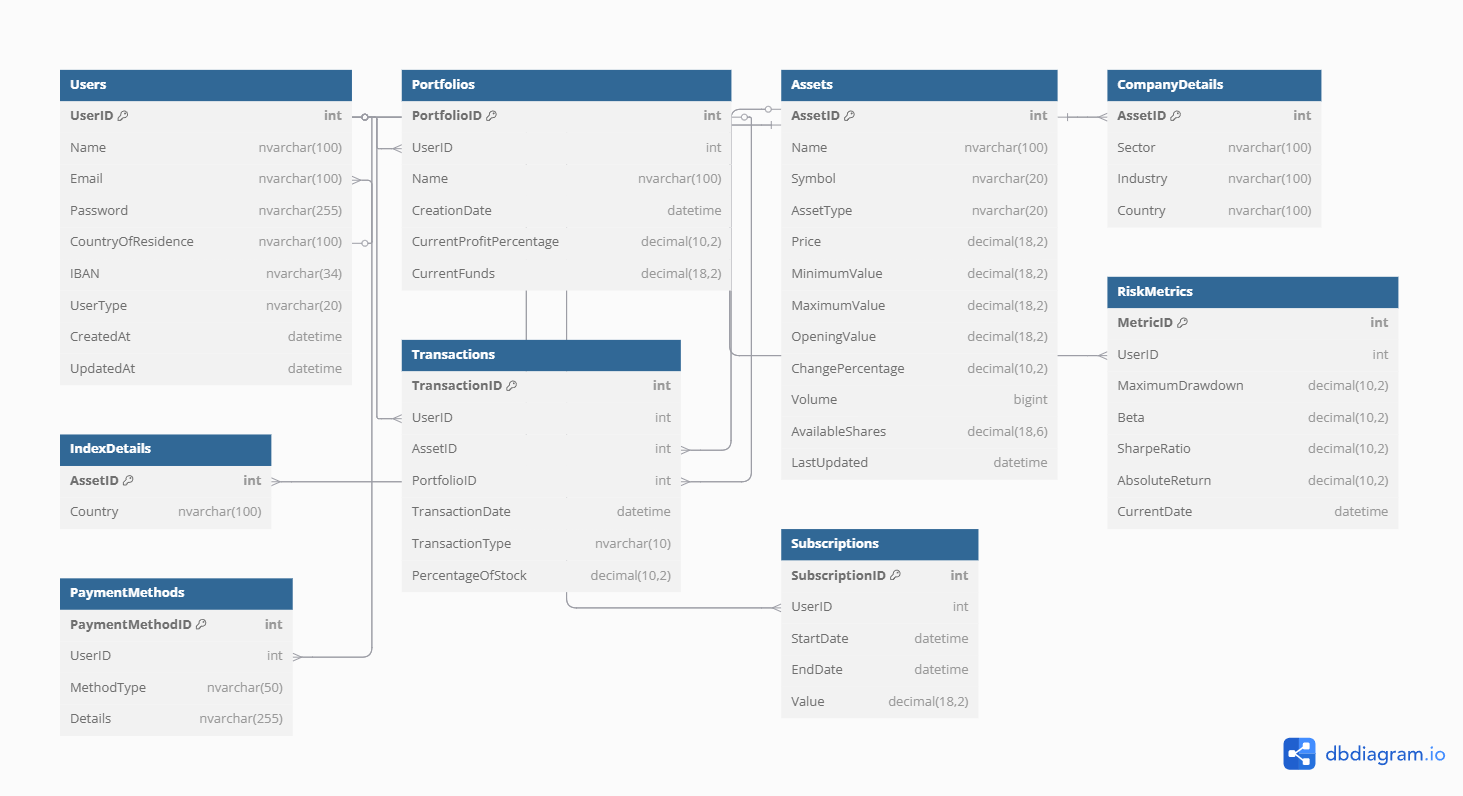 Users
UserID int
Name nvarchar(100)
Email nvarchar(100)
Password nvarchar(255)
CountryOfResidence nvarchar(100)
IBAN nvarchar(34)
UserType nvarchar(20)
CreatedAt datetime
UpdatedAt datetime
Portfolios
PortfolioID int
UserID int
Name nvarchar(100)
CreationDate datetime
CurrentProfitPercentage decimal(10,2)
CurrentFunds decimal(18,2)
Assets
AssetID int
Name nvarchar(100)
Symbol nvarchar(20)
AssetType nvarchar(20)
Price decimal(18,2)
MinimumValue decimal(18,2)
MaximumValue decimal(18,2)
OpeningValue decimal(18,2)
ChangePercentage decimal(10,2)
Volume bigint
AvailableShares decimal(18,6)
LastUpdated datetime
CompanyDetails
AssetID int
Sector nvarchar(100)
Industry nvarchar(100)
Country nvarchar(100)
RiskMetrics
MetricID int
UserID int
MaximumDrawdown decimal(10,2)
Beta decimal(10,2)
SharpeRatio decimal(10,2)
AbsoluteReturn decimal(10,2)
CurrentDate datetime
Transactions
TransactionID int
UserID int
AssetID int
PortfolioID int
TransactionDate datetime
TransactionType nvarchar(10)
PercentageOfStock decimal(10,2)
IndexDetails
AssetID int
Country nvarchar(100)
PaymentMethods
PaymentMethodID int
UserID int
MethodType nvarchar(50)
Details nvarchar(255)
Subscriptions
SubscriptionID int
UserID int
StartDate datetime
EndDate datetime
Value decimal(18,2)
dbdiagram.io